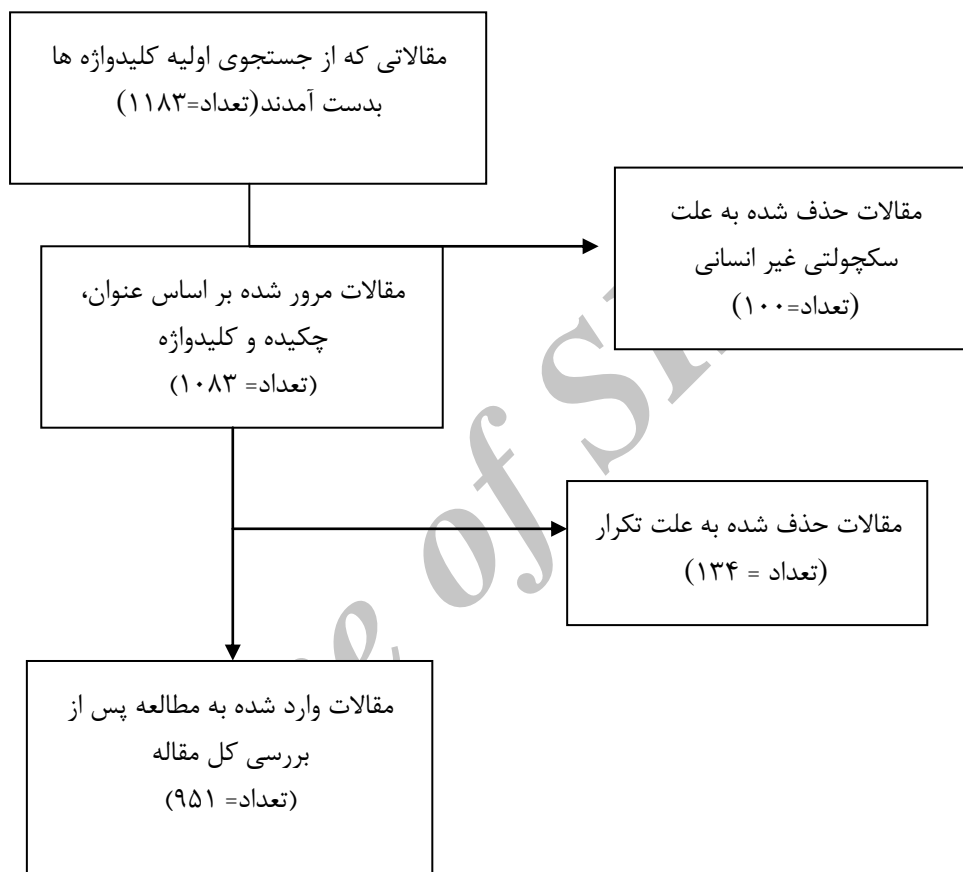 مقالاتی که از جستجوی اولیه کلیدواژه ها
بدست آمدند(تعداد=۱۱۸۳)
مقالات حذف شده به علت
سکچولتی غیر انسانی
(تعداد=۱۰۰)
مقالات مرور شده بر اساس عنوان،
چکیده و کلیدواژه
(تعداد= ۱۰۸۳)
مقالات حذف شده به علت تکرار
(تعداد = ۱۳۴)
مقالات وارد شده به مطالعه پس از
بررسی کل مقاله
(تعداد= ۹۵۱)
of